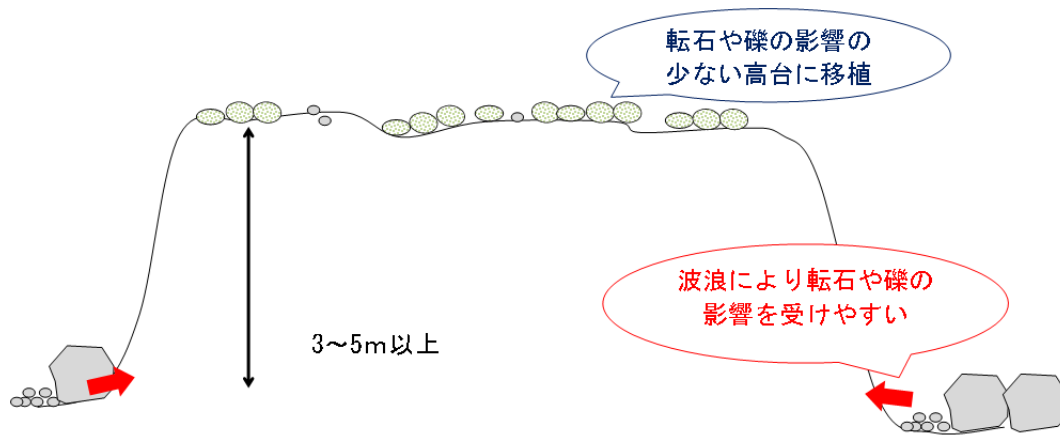 転石や礫の影響の
少ない高台に移植
波浪により転石や礫の
影響を受けやすい
3～5m以上